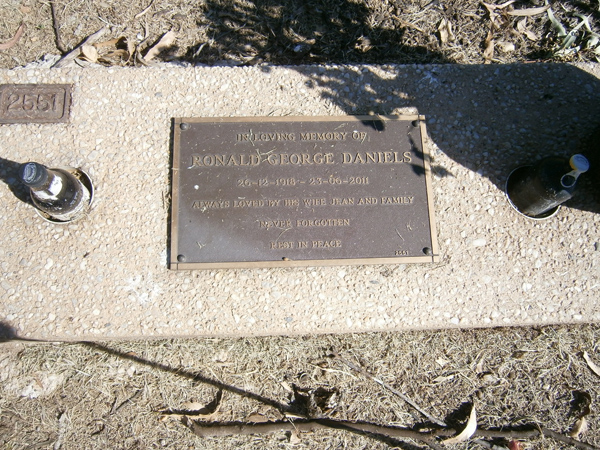 2551
IN LOVING MEMORY OF
RONALD GEORGE DANIELS
26-12-1918 - 23-06-2011
ALWAYS LOVED BY HIS WIFE JEAN AND FAMILY
NEVER FORGOTTEN
REST IN PEACE
2551